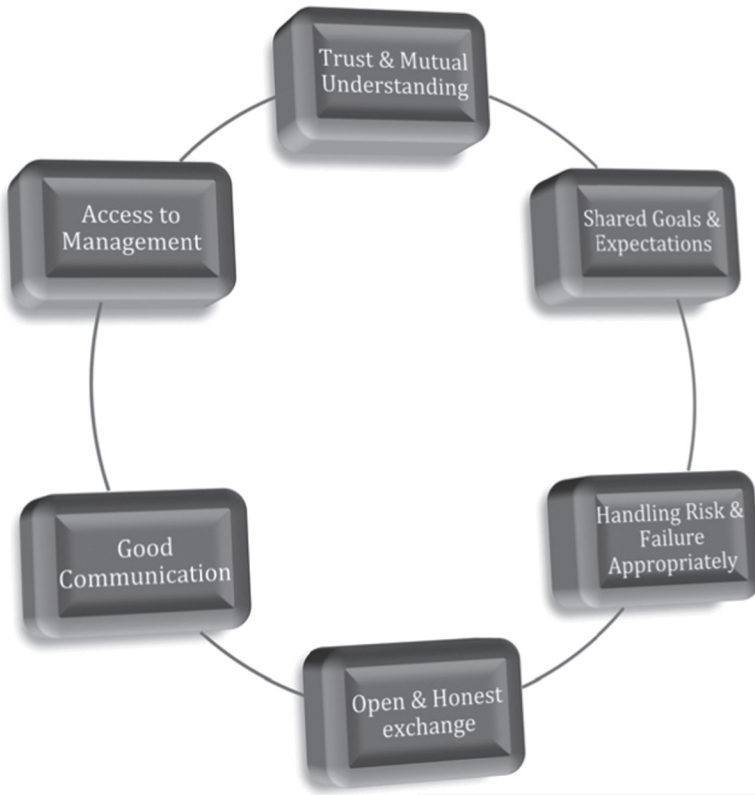 Trust & Mutual
Understanding
Shared Goals &
Expectations
Handling Risk &
Failure
Appropriately
Open & Honest
exchange
Good
Communication
Access to
Management